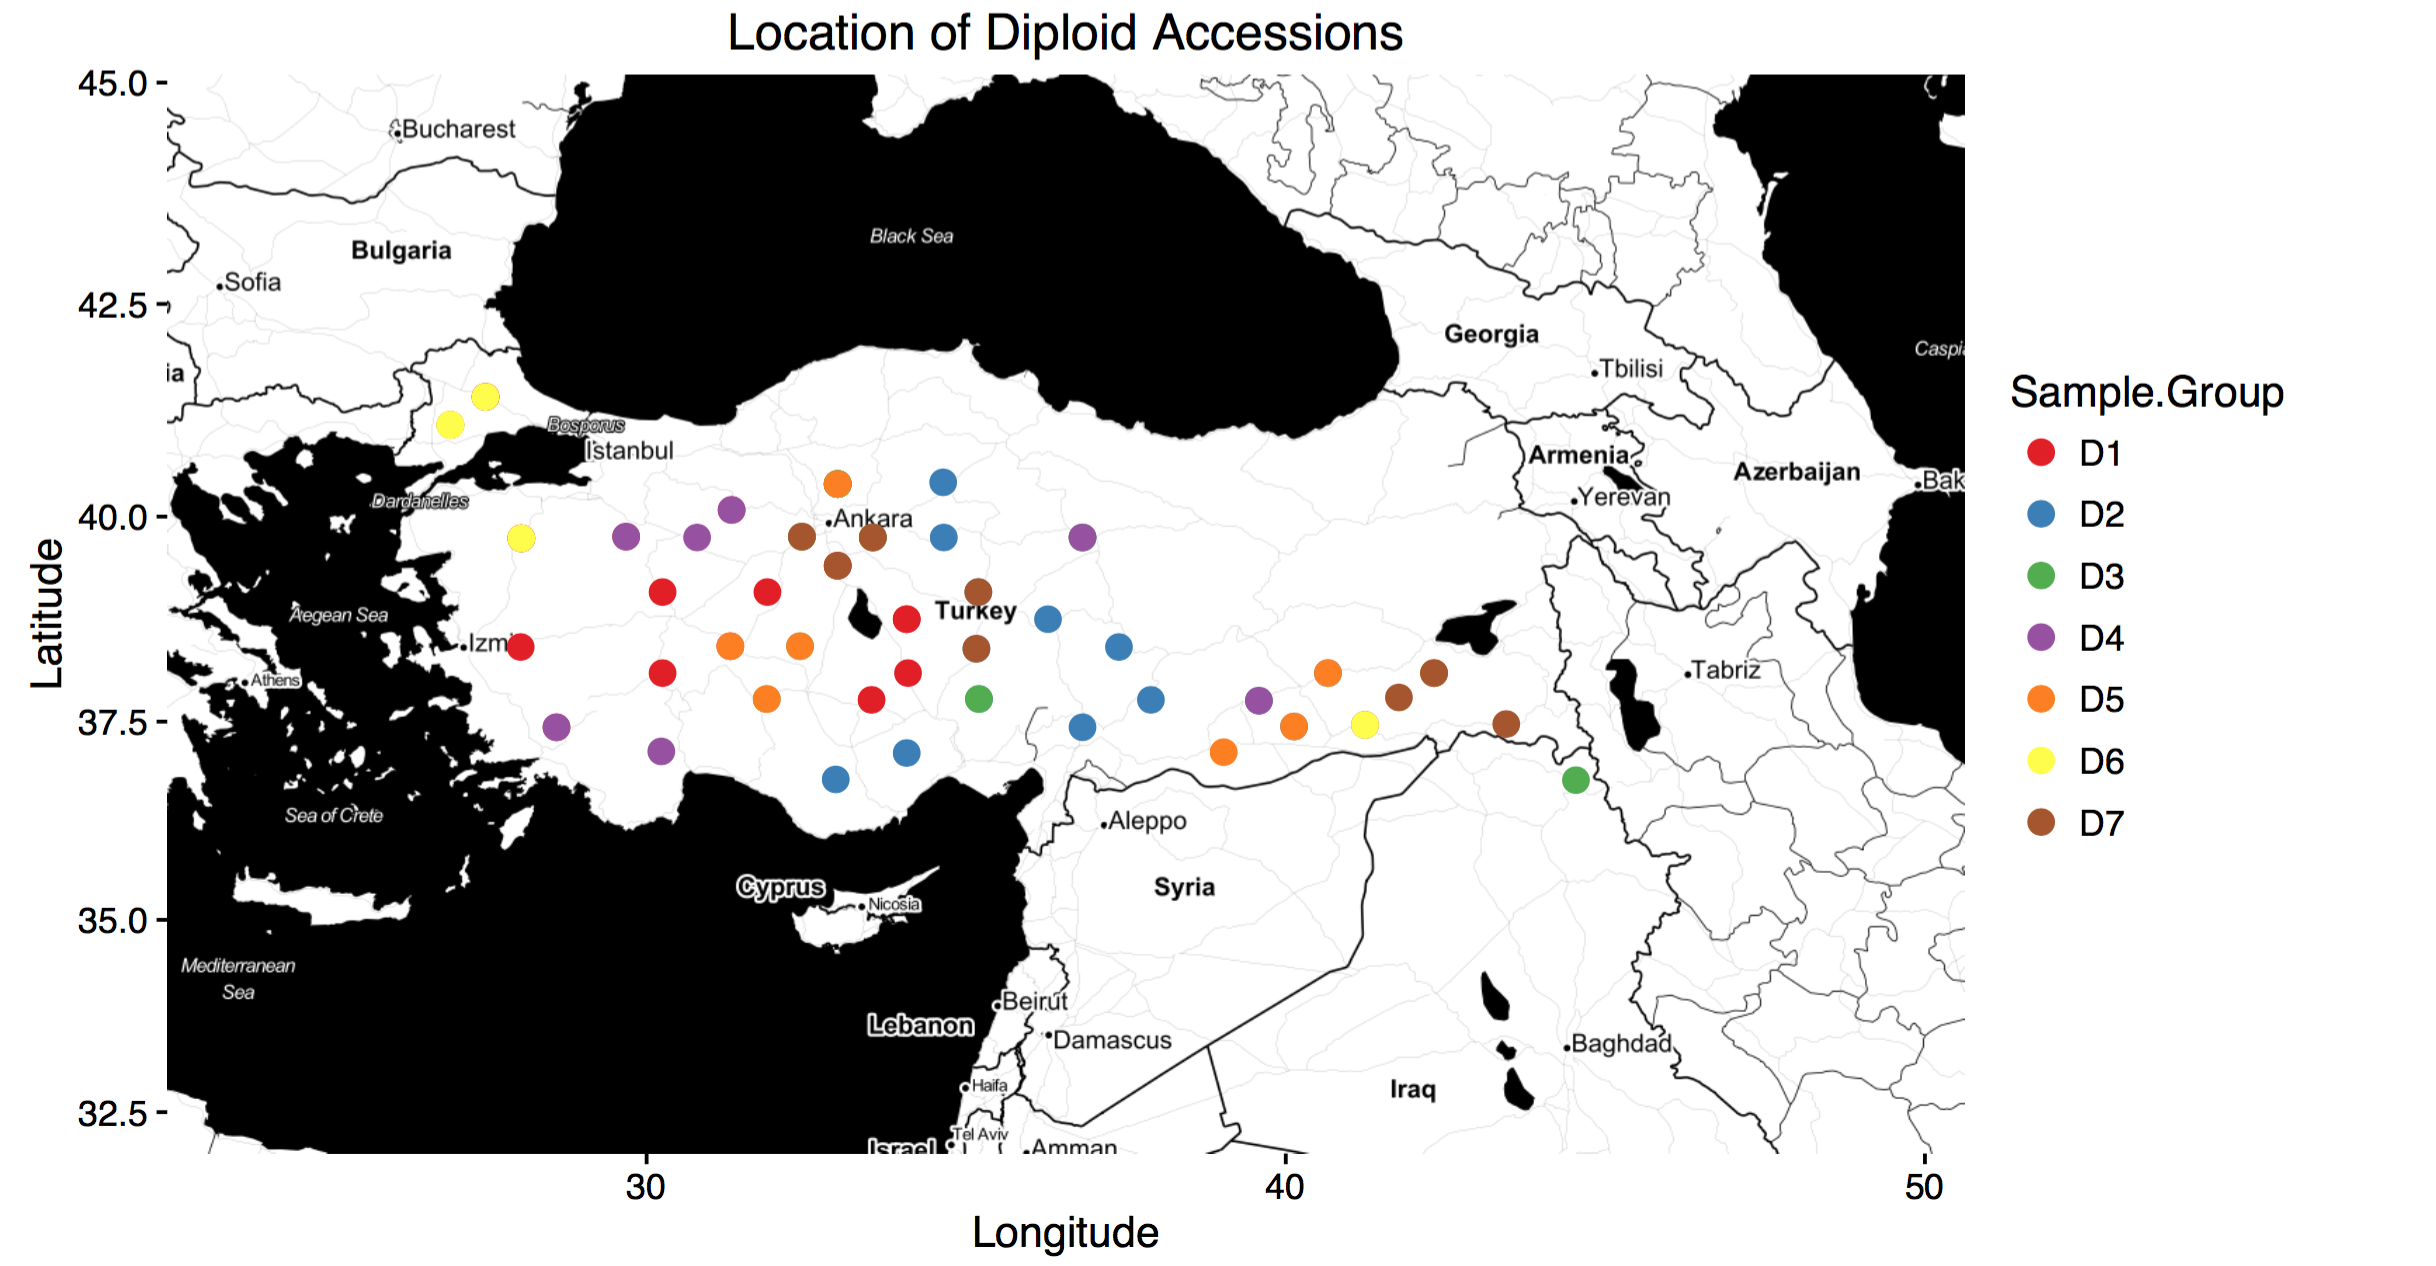 Location of Diploid Accessions
45.0
Bucharest
Black Sea
Bulgaria
Sofia
42.5
Georgia
Caspi
Tbilisi
ia
Bosporus
Istanbul
Armenia
Azerbaijan
Bak
Dardanelles
Yerevan
40.0
Ankara
Aegean Sea
Turkey
Izmi
Athens
Tabriz
37.5
Sea of Crete
Aleppo
Cyprus
Syria
Nicosia
35.0
Mediterranean
Sea
Beirut
Lebanon
Damascus
Baghdad
Haifa
Iraq
32.5
Tel Aviv
Israel
Amman
30
40
50
Longitude
Latitude
Sample.Group
D1
D2
D3
D4
D5
D6
D7